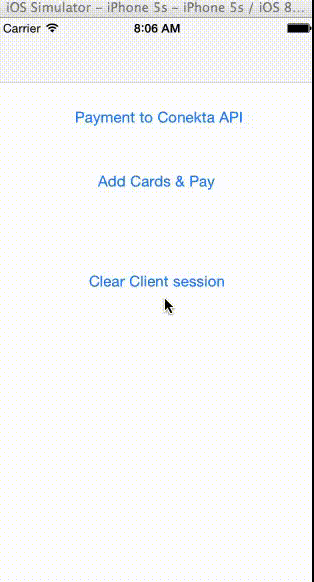 iOS Simulator – iPhone 5s – iPhone 5s / iOS 8...
Carrier 8:06 AM
Payment to Conekta API
Add Cards & Pay
Clear Client session